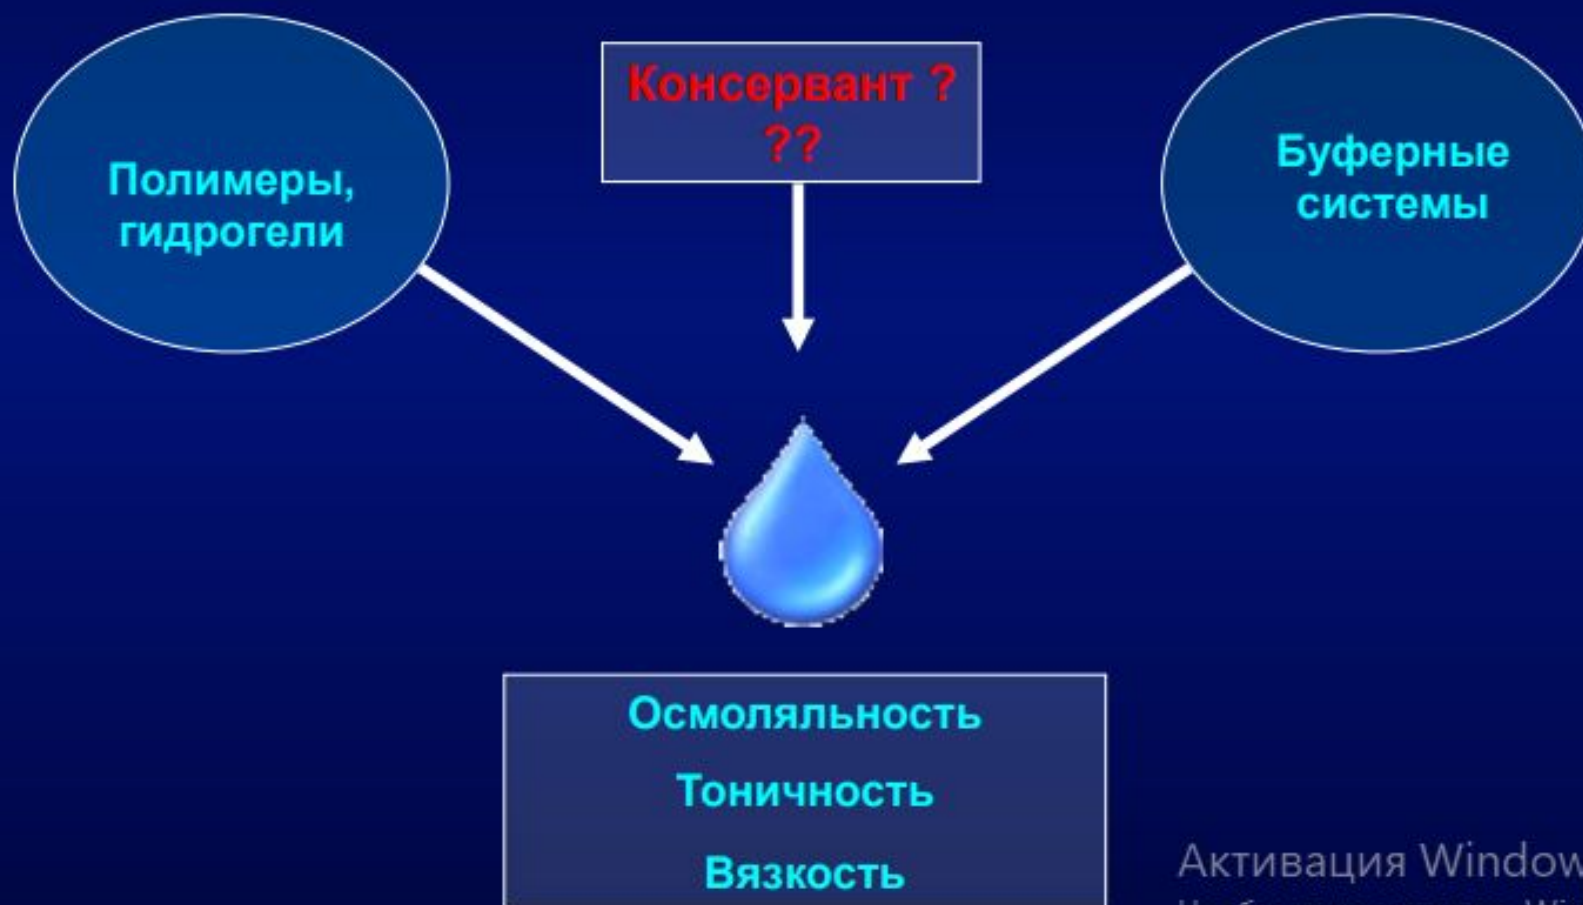 Консервант ?
??
Полимеры,
гидрогели
Буферные
системы
Осмоляльность
Тоничность
Вязкость
Активация Window